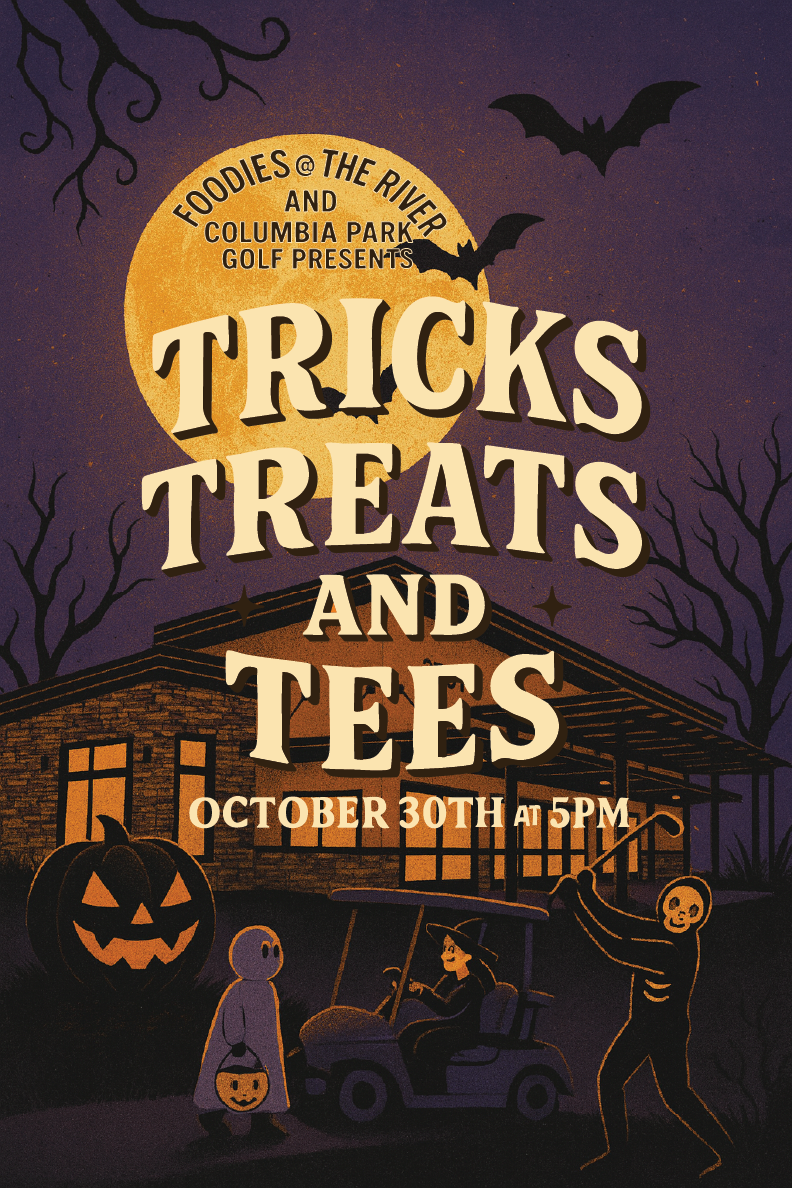 FOODIES @ THE RIVER
AND
COLUMBIA PARK
GOLF PRESENTS
TRICKS
TREATS
AND
TEES
OCTOBER 30TH AT 5PM